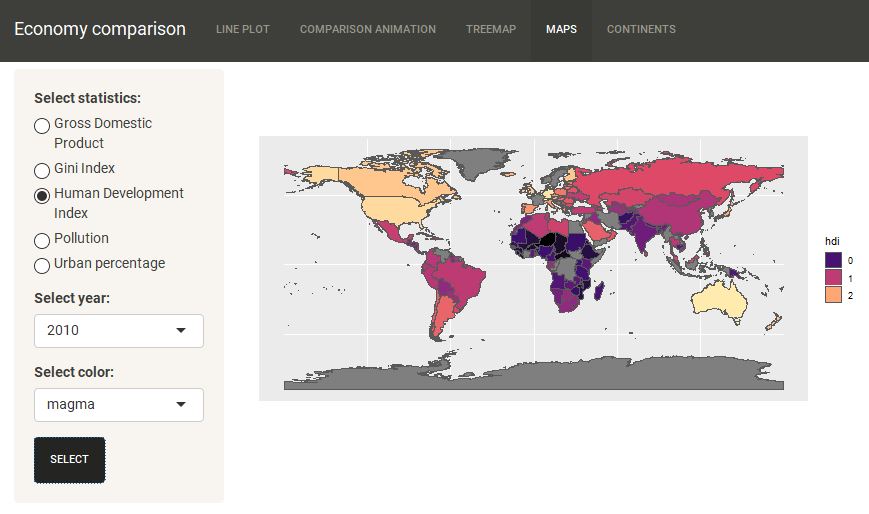 Economy comparison LINE PLOT COMPARISON ANIMATION TREEMAP MAPS CONTINENTS
Select statistics:
Gross Domestic
Product
Gini Index
Human Development
Index
Pollution
Urban percentage
Select year:
2010
Select color:
magma
SELECT
hdi
0
1
2